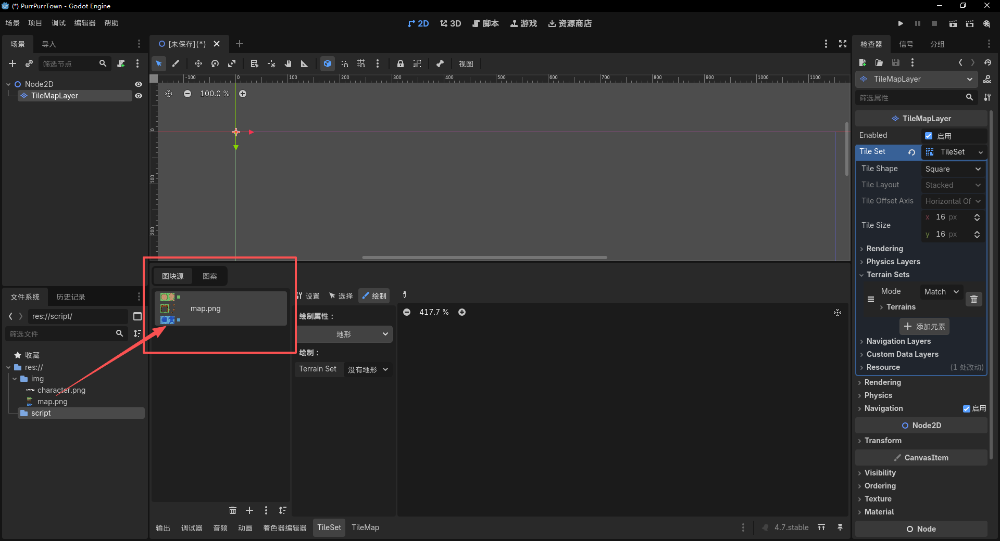 (*) PurrPurrTown - Godot Engine
场景 项目 调试 编辑器 帮助
2D 3D 脚本 游戏 资源商店
场景 导入
筛选节点
Node2D
TileMapLayer
[未保存](*)
视图
-100 0 100 200 300 400 500 600 700 800 900 1000 1100
100.0 %
0
100
200
文件系统 历史记录
res://script/
筛选文件
收藏
res://
img
character.png
map.png
script
图块源 图案
map.png
设置 选择 绘制
绘制属性：
地形
绘制：
Terrain Set 没有地形
417.7 %
输出 调试器 音频 动画 着色器编辑器 TileSet TileMap
4.7.stable
检查器 信号 分组
TileMapLayer
DOC
筛选属性
TileMapLayer
Enabled 启用
Tile Set TileSet
Tile Shape Square
Tile Layout Stacked
Tile Offset Axis Horizontal Of
Tile Size
x 16 px
y 16 px
Rendering
Physics Layers
Terrain Sets
Mode Match
Terrains
添加元素
Navigation Layers
Custom Data Layers
Resource (1 处改动)
Rendering
Physics
Navigation 启用
Node2D
Transform
CanvasItem
Visibility
Ordering
Texture
Material
Node